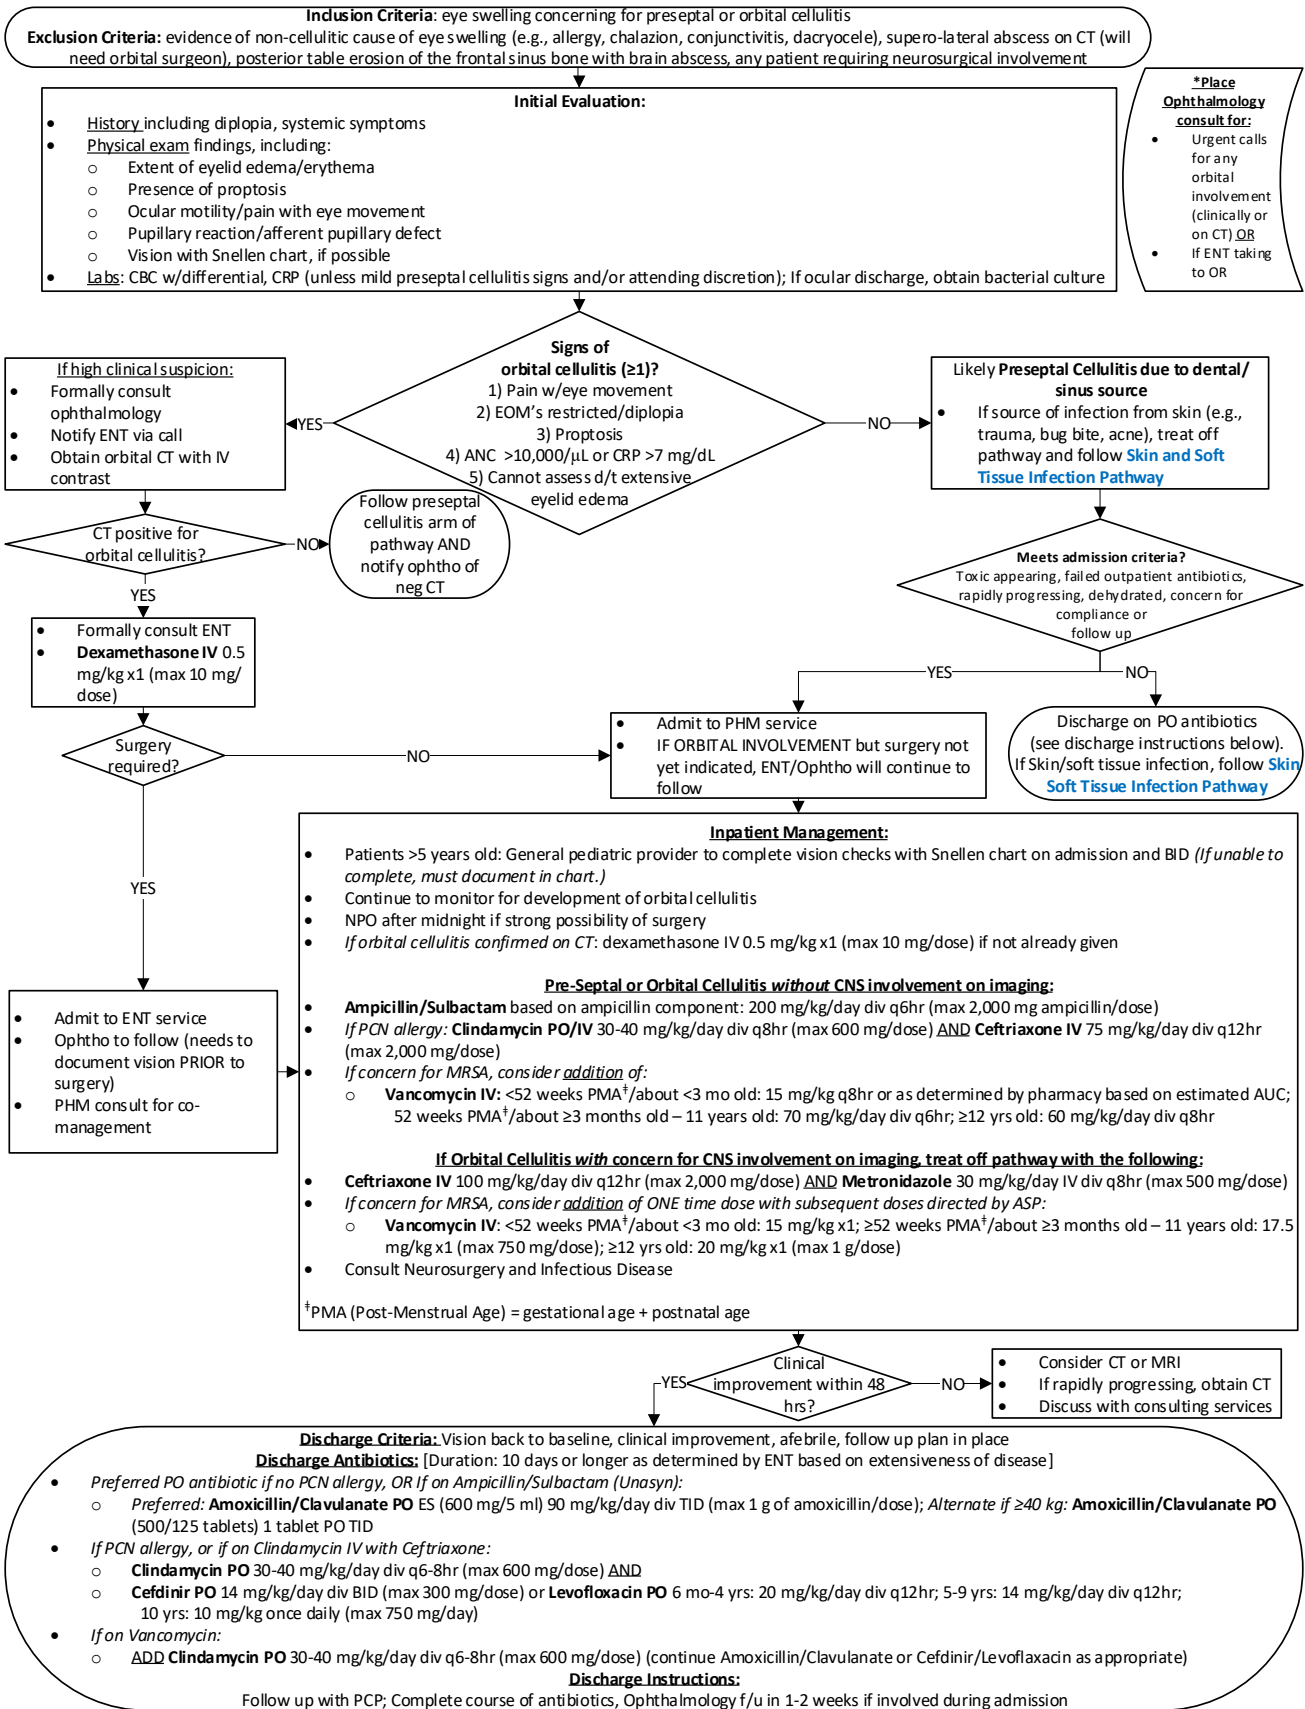 Inclusion Criteria: eye swelling concerning for preseptal or orbital cellulitis
Exclusion Criteria: evidence of non-cellulitic cause of eye swelling (e.g., allergy, chalazion, conjunctivitis, dacryocele), supero-lateral abscess on CT (will
need orbital surgeon), posterior table erosion of the frontal sinus bone with brain abscess, any patient requiring neurosurgical involvement
Initial Evaluation:
• History including diplopia, systemic symptoms
• Physical exam findings, including:
o Extent of eyelid edema/erythema
o Presence of proptosis
o Ocular motility/pain with eye movement
o Pupillary reaction/afferent pupillary defect
o Vision with Snellen chart, if possible
• Labs: CBC w/differential, CRP (unless mild preseptal cellulitis signs and/or attending discretion); If ocular discharge, obtain bacterial culture
*Place
Ophthalmology
consult for:
• Urgent calls
for any
orbital
involvement
(clinically or
on CT) OR
• If ENT taking
to OR
Signs of
orbital cellulitis (≥1)?
1) Pain w/eye movement
2) EOM's restricted/diplopia
3) Proptosis
4) ANC >10,000/µL or CRP >7 mg/dL
5) Cannot assess d/t extensive
eyelid edema
YES
NO
If high clinical suspicion:
• Formally consult
ophthalmology
• Notify ENT via call
• Obtain orbital CT with IV
contrast
Likely Preseptal Cellulitis due to dental/
sinus source
• If source of infection from skin (e.g.,
trauma, bug bite, acne), treat off
pathway and follow Skin and Soft
Tissue Infection Pathway
CT positive for
orbital cellulitis?
NO
Follow preseptal
cellulitis arm of
pathway AND
notify ophtho of
neg CT
YES
Meets admission criteria?
Toxic appearing, failed outpatient antibiotics,
rapidly progressing, dehydrated, concern for
compliance or
follow up
• Formally consult ENT
• Dexamethasone IV 0.5
mg/kg x1 (max 10 mg/
dose)
YES
NO
Surgery
required?
NO
• Admit to PHM service
• IF ORBITAL INVOLVEMENT but surgery not
yet indicated, ENT/Ophtho will continue to
follow
Discharge on PO antibiotics
(see discharge instructions below).
If Skin/soft tissue infection, follow Skin
Soft Tissue Infection Pathway
YES
• Admit to ENT service
• Ophtho to follow (needs to
document vision PRIOR to
surgery)
• PHM consult for co-
management
Inpatient Management:
• Patients >5 years old: General pediatric provider to complete vision checks with Snellen chart on admission and BID (If unable to
complete, must document in chart.)
• Continue to monitor for development of orbital cellulitis
• NPO after midnight if strong possibility of surgery
• If orbital cellulitis confirmed on CT: dexamethasone IV 0.5 mg/kg x1 (max 10 mg/dose) if not already given
Pre-Septal or Orbital Cellulitis without CNS involvement on imaging:
• Ampicillin/Sulbactam based on ampicillin component: 200 mg/kg/day div q6hr (max 2,000 mg ampicillin/dose)
• If PCN allergy: Clindamycin PO/IV 30-40 mg/kg/day div q8hr (max 600 mg/dose) AND Ceftriaxone IV 75 mg/kg/day div q12hr
(max 2,000 mg/dose)
• If concern for MRSA, consider addition of:
o Vancomycin IV: <52 weeks PMA‡/about <3 mo old: 15 mg/kg q8hr or as determined by pharmacy based on estimated AUC;
52 weeks PMA‡/about ≥3 months old – 11 years old: 70 mg/kg/day div q6hr; ≥12 yrs old: 60 mg/kg/day div q8hr
If Orbital Cellulitis with concern for CNS involvement on imaging, treat off pathway with the following:
• Ceftriaxone IV 100 mg/kg/day div q12hr (max 2,000 mg/dose) AND Metronidazole 30 mg/kg/day IV div q8hr (max 500 mg/dose)
• If concern for MRSA, consider addition of ONE time dose with subsequent doses directed by ASP:
o Vancomycin IV: <52 weeks PMA‡/about <3 mo old: 15 mg/kg x1; ≥52 weeks PMA‡/about ≥3 months old – 11 years old: 17.5
mg/kg x1 (max 750 mg/dose); ≥12 yrs old: 20 mg/kg x1 (max 1 g/dose)
• Consult Neurosurgery and Infectious Disease
‡PMA (Post-Menstrual Age) = gestational age + postnatal age
Clinical
improvement within 48
hrs?
YES
NO
• Consider CT or MRI
• If rapidly progressing, obtain CT
• Discuss with consulting services
Discharge Criteria: Vision back to baseline, clinical improvement, afebrile, follow up plan in place
Discharge Antibiotics: [Duration: 10 days or longer as determined by ENT based on extensiveness of disease]
• Preferred PO antibiotic if no PCN allergy, OR If on Ampicillin/Sulbactam (Unasyn):
o Preferred: Amoxicillin/Clavulanate PO ES (600 mg/5 ml) 90 mg/kg/day div TID (max 1 g of amoxicillin/dose); Alternate if ≥40 kg: Amoxicillin/Clavulanate PO
(500/125 tablets) 1 tablet PO TID
• If PCN allergy, or if on Clindamycin IV with Ceftriaxone:
o Clindamycin PO 30-40 mg/kg/day div q6-8hr (max 600 mg/dose) AND
o Cefdinir PO 14 mg/kg/day div BID (max 300 mg/dose) or Levofloxacin PO 6 mo-4 yrs: 20 mg/kg/day div q12hr; 5-9 yrs: 14 mg/kg/day div q12hr;
10 yrs: 10 mg/kg once daily (max 750 mg/day)
• If on Vancomycin:
o ADD Clindamycin PO 30-40 mg/kg/day div q6-8hr (max 600 mg/dose) (continue Amoxicillin/Clavulanate or Cefdinir/Levoflaxacin as appropriate)
Discharge Instructions:
Follow up with PCP; Complete course of antibiotics, Ophthalmology f/u in 1-2 weeks if involved during admission